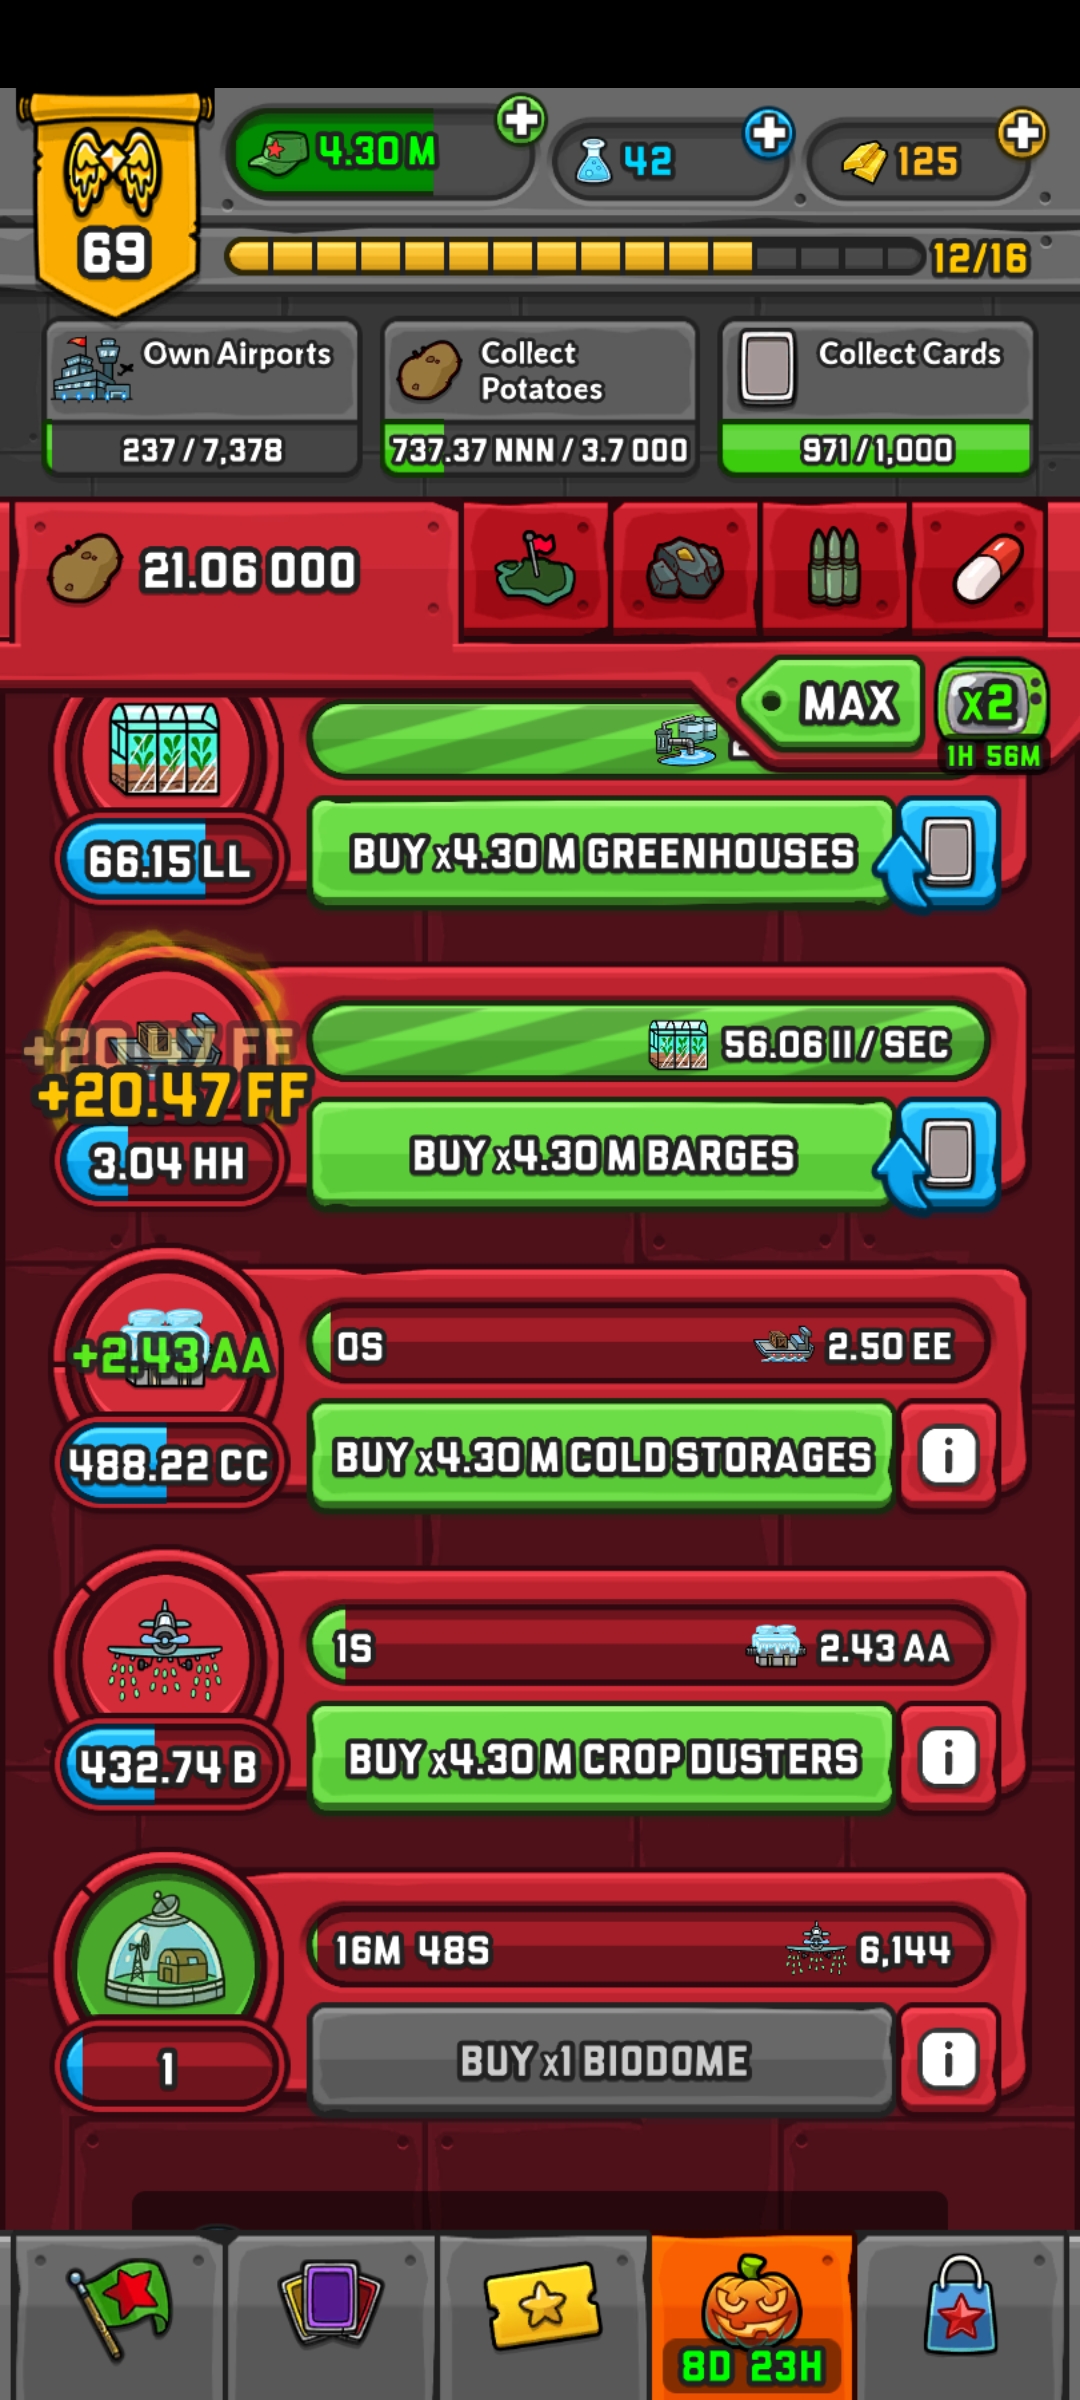 4.30 M
42
125
69
12/16
Own Airports
237 / 7,378
Collect
Potatoes
737.37 NNN / 3.7 OOO
Collect Cards
971 / 1,000
21.06 OOO
MAX
x2
1H 56M
66.15 LL
BUY x4.30 M GREENHOUSES
+20.47 FF
+20.47 FF
56.06 II / SEC
3.04 HH
BUY x4.30 M BARGES
+2.43 AA
0S
2.50 EE
488.22 CC
BUY x4.30 M COLD STORAGES
i
1S
2.43 AA
432.74 B
BUY x4.30 M CROP DUSTERS
i
16M 48S
6,144
1
BUY x1 BIODOME
i
8D 23H